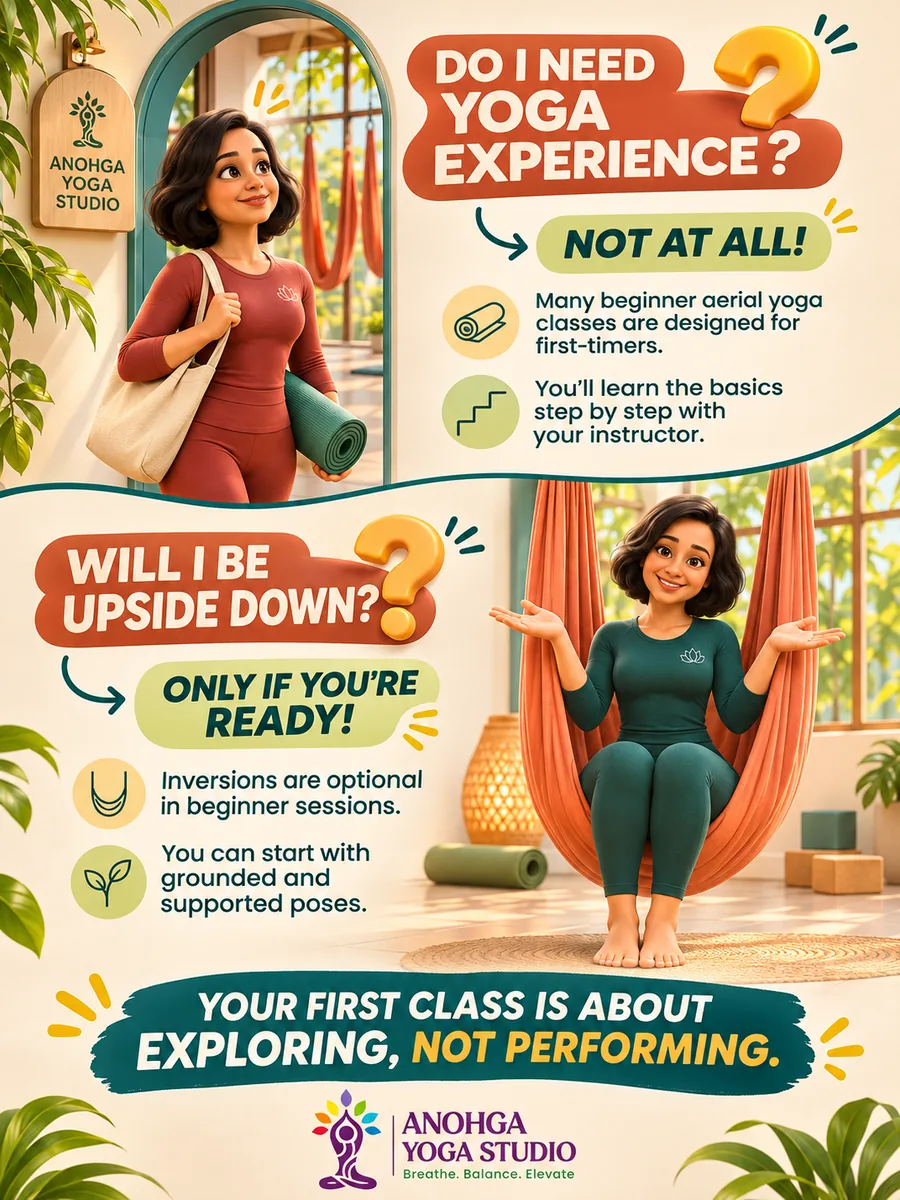 ANOHGA
YOGA
STUDIO
DO I NEED
YOGA
EXPERIENCE?
NOT AT ALL!
Many beginner aerial yoga
classes are designed for
first-timers.
You'll learn the basics
step by step with
your instructor.
WILL I BE
UPSIDE DOWN?
ONLY IF YOU'RE
READY!
Inversions are optional
in beginner sessions.
You can start with
grounded and
supported poses.
YOUR FIRST CLASS IS ABOUT
EXPLORING, NOT PERFORMING.
ANOHGA
YOGA STUDIO
Breathe. Balance. Elevate